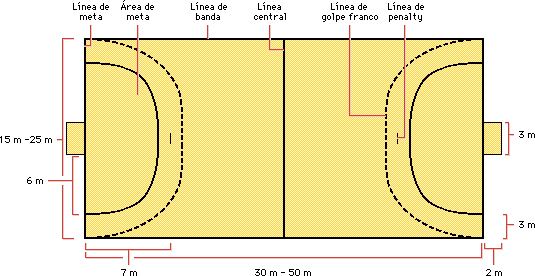 Línea de
meta
Área de
meta
Línea de
banda
Línea
central
Línea de
golpe franco
Línea de
penalty
15 m -25 m
6 m
3 m
3 m
7 m
30 m - 50 m
2 m